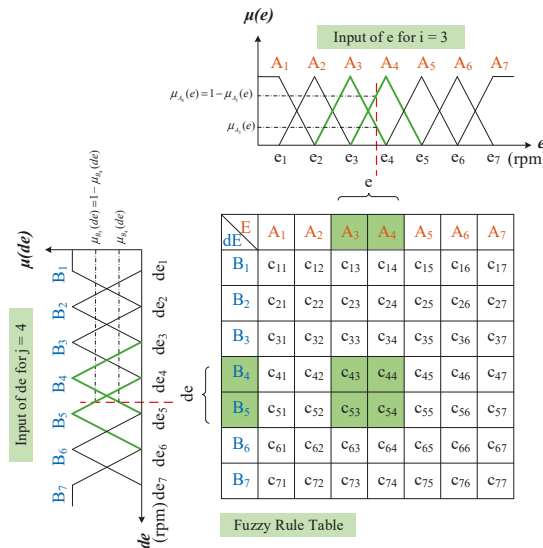 μ(e)
Input of e for i = 3
A₁ A₂ A₃ A₄ A₅ A₆ A₇
μ_A₄(e) = 1 − μ_A₃(e)
μ_A₃(e)
e₁ e₂ e₃ e₄ e₅ e₆ e₇
e
(rpm)
e
Input of de for j = 4
μ(de)
μ_B₅(de) = 1 − μ_B₄(de)
μ_B₄(de)
B₁ B₂ B₃ B₄ B₅ B₆ B₇
de₁ de₂ de₃ de₄ de₅ de₆ de₇
de
(rpm)
de
E
dE
A₁ A₂ A₃ A₄ A₅ A₆ A₇
B₁ c₁₁ c₁₂ c₁₃ c₁₄ c₁₅ c₁₆ c₁₇
B₂ c₂₁ c₂₂ c₂₃ c₂₄ c₂₅ c₂₆ c₂₇
B₃ c₃₁ c₃₂ c₃₃ c₃₄ c₃₅ c₃₆ c₃₇
B₄ c₄₁ c₄₂ c₄₃ c₄₄ c₄₅ c₄₆ c₄₇
B₅ c₅₁ c₅₂ c₅₃ c₅₄ c₅₅ c₅₆ c₅₇
B₆ c₆₁ c₆₂ c₆₃ c₆₄ c₆₅ c₆₆ c₆₇
B₇ c₇₁ c₇₂ c₇₃ c₇₄ c₇₅ c₇₆ c₇₇
Fuzzy Rule Table